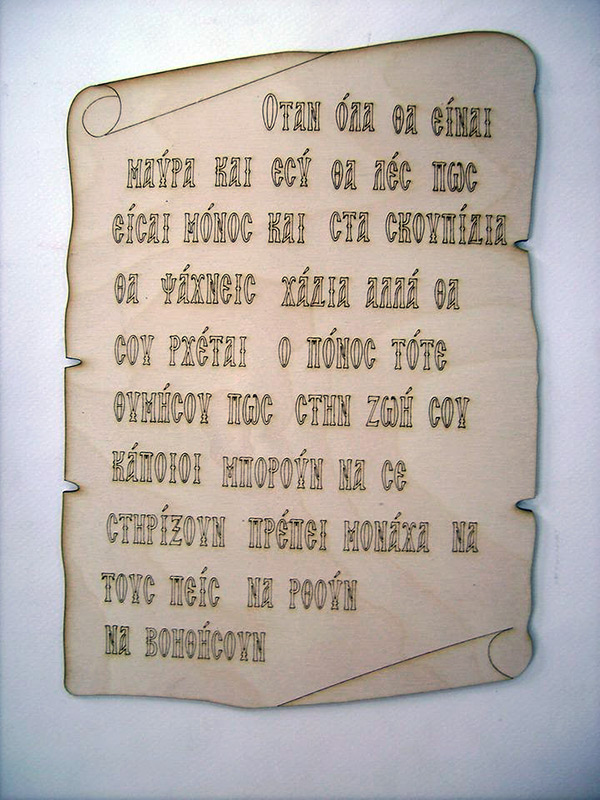 Οταν όλα θα είναι
μαύρα και εσύ θα λές πως
είσαι μόνος και στα σκουπίδια
θα ψάχνεις χάδια αλλά θα
σου ρχέται ο πόνος τότε
θυμήσου πως στην ζωή σου
κάποιοι μπορούν να σε
στηρίξουν πρέπει μονάχα να
τους πείς να ρθούν
να βοηθήσουν